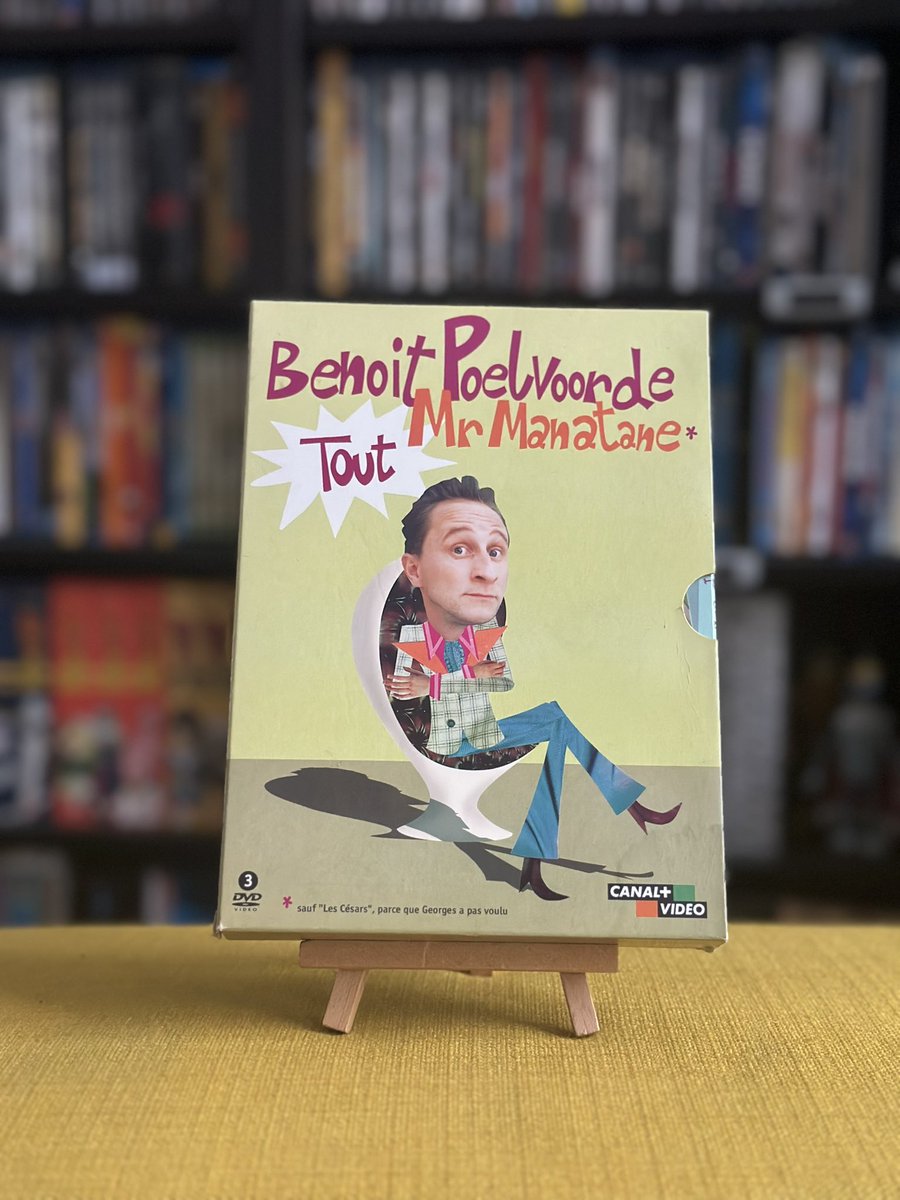 Benoit Poelvoorde
Tout Mr Manatane*
3
DVD
VIDEO
* sauf "Les Césars", parce que Georges a pas voulu
CANAL+
VIDEO